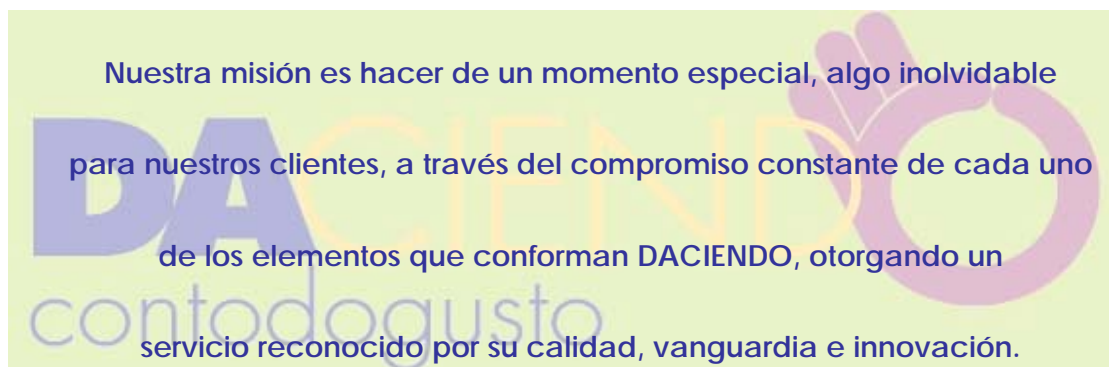 Nuestra misión es hacer de un momento especial, algo inolvidable
para nuestros clientes, a través del compromiso constante de cada uno
DACIENDO
de los elementos que conforman DACIENDO, otorgando un
contodogusto
servicio reconocido por su calidad, vanguardia e innovación.